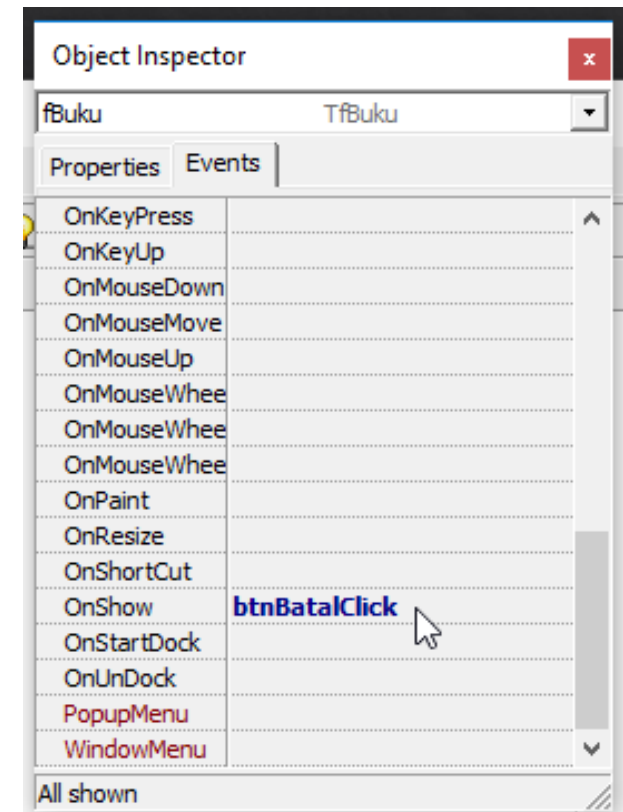 Object Inspector
x
fBuku TfBuku
Properties Events
OnKeyPress
OnKeyUp
OnMouseDown
OnMouseMove
OnMouseUp
OnMouseWhee
OnMouseWhee
OnMouseWhee
OnPaint
OnResize
OnShortCut
OnShow btnBatalClick
OnStartDock
OnUnDock
PopupMenu
WindowMenu
All shown